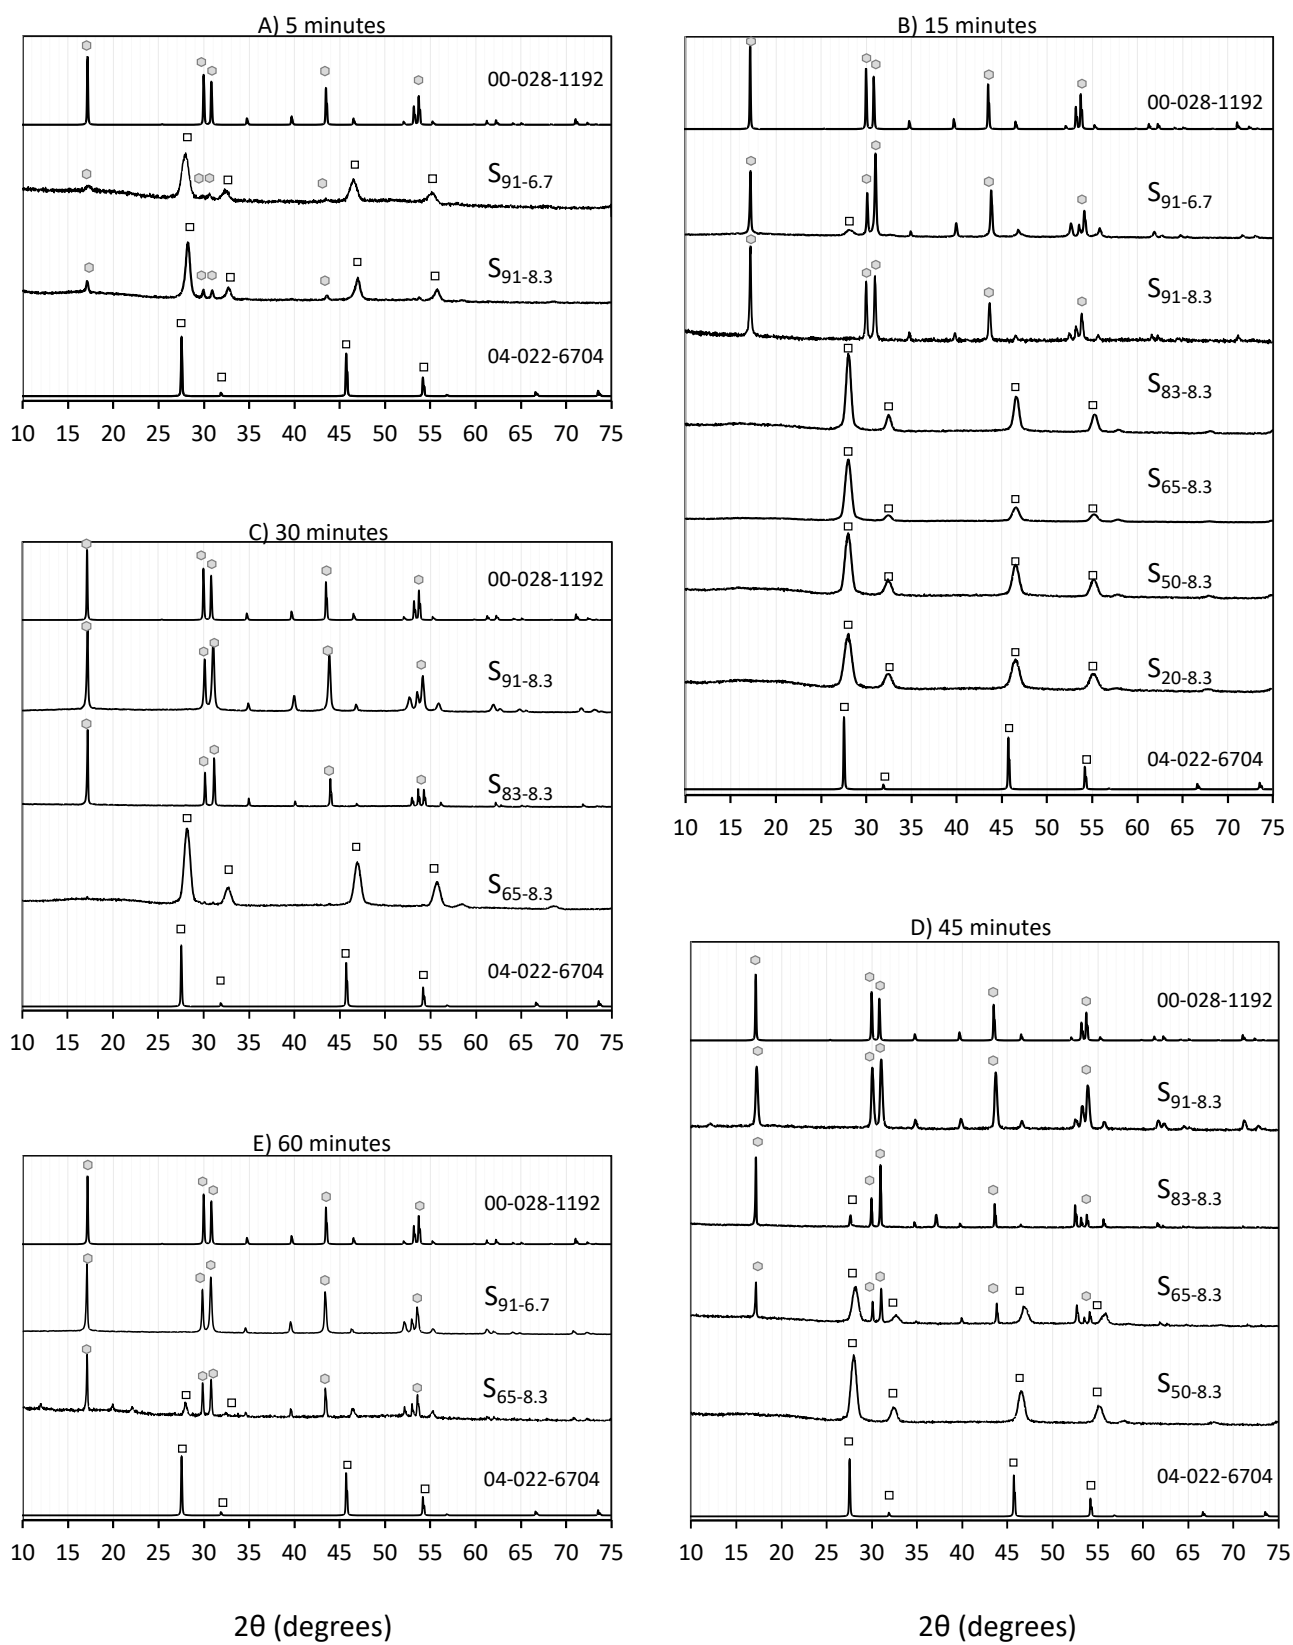 A) 5 minutes
00-028-1192
S91-6.7
S91-8.3
04-022-6704
10 15 20 25 30 35 40 45 50 55 60 65 70 75
B) 15 minutes
00-028-1192
S91-6.7
S91-8.3
S83-8.3
S65-8.3
S50-8.3
S20-8.3
04-022-6704
10 15 20 25 30 35 40 45 50 55 60 65 70 75
C) 30 minutes
00-028-1192
S91-8.3
S83-8.3
S65-8.3
04-022-6704
10 15 20 25 30 35 40 45 50 55 60 65 70 75
D) 45 minutes
00-028-1192
S91-8.3
S83-8.3
S65-8.3
S50-8.3
04-022-6704
10 15 20 25 30 35 40 45 50 55 60 65 70 75
E) 60 minutes
00-028-1192
S91-6.7
S65-8.3
04-022-6704
10 15 20 25 30 35 40 45 50 55 60 65 70 75
2θ (degrees)
2θ (degrees)